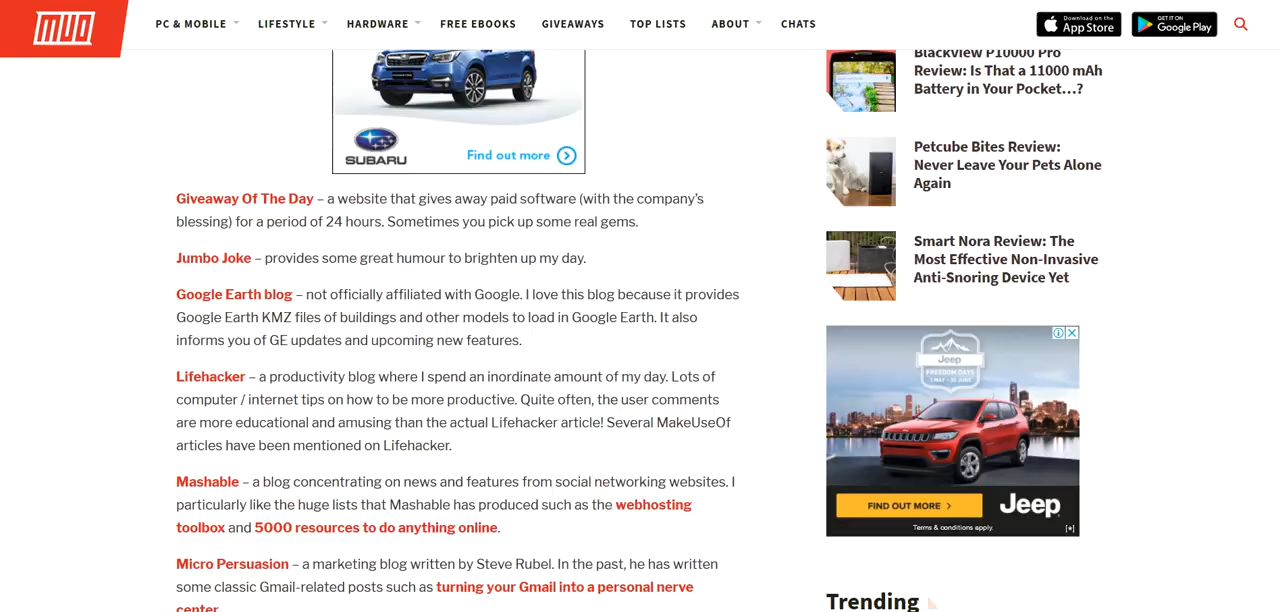 MUO
PC & MOBILE
LIFESTYLE
HARDWARE
FREE EBOOKS
GIVEAWAYS
TOP LISTS
ABOUT
CHATS
Download on the
App Store
GET IT ON
Google Play
SUBARU
Find out more
Giveaway Of The Day – a website that gives away paid software (with the company's
blessing) for a period of 24 hours. Sometimes you pick up some real gems.
Jumbo Joke – provides some great humour to brighten up my day.
Google Earth blog – not officially affiliated with Google. I love this blog because it provides
Google Earth KMZ files of buildings and other models to load in Google Earth. It also
informs you of GE updates and upcoming new features.
Lifehacker – a productivity blog where I spend an inordinate amount of my day. Lots of
computer / internet tips on how to be more productive. Quite often, the user comments
are more educational and amusing than the actual Lifehacker article! Several MakeUseOf
articles have been mentioned on Lifehacker.
Mashable – a blog concentrating on news and features from social networking websites. I
particularly like the huge lists that Mashable has produced such as the webhosting
toolbox and 5000 resources to do anything online.
Micro Persuasion – a marketing blog written by Steve Rubel. In the past, he has written
some classic Gmail-related posts such as turning your Gmail into a personal nerve
center
Blackview P10000 Pro
Review: Is That a 11000 mAh
Battery in Your Pocket…?
Petcube Bites Review:
Never Leave Your Pets Alone
Again
Smart Nora Review: The
Most Effective Non-Invasive
Anti-Snoring Device Yet
Jeep
FREEDOM DAYS
1 MAY - 30 JUNE
FIND OUT MORE
Jeep
Terms & conditions apply.
Trending